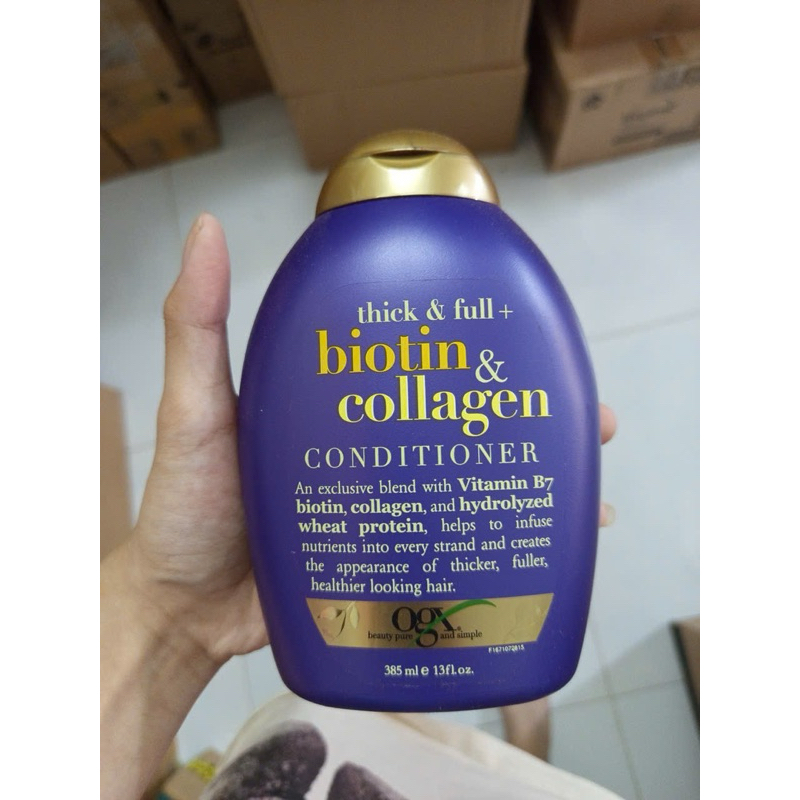 thick & full +
biotin &
collagen
CONDITIONER
An exclusive blend with Vitamin B7
biotin, collagen, and hydrolyzed
wheat protein, helps to infuse
nutrients into every strand and creates
the appearance of thicker, fuller,
healthier looking hair.
ogx
beauty pure and simple
F1671072815
385 ml e 13fl.oz.